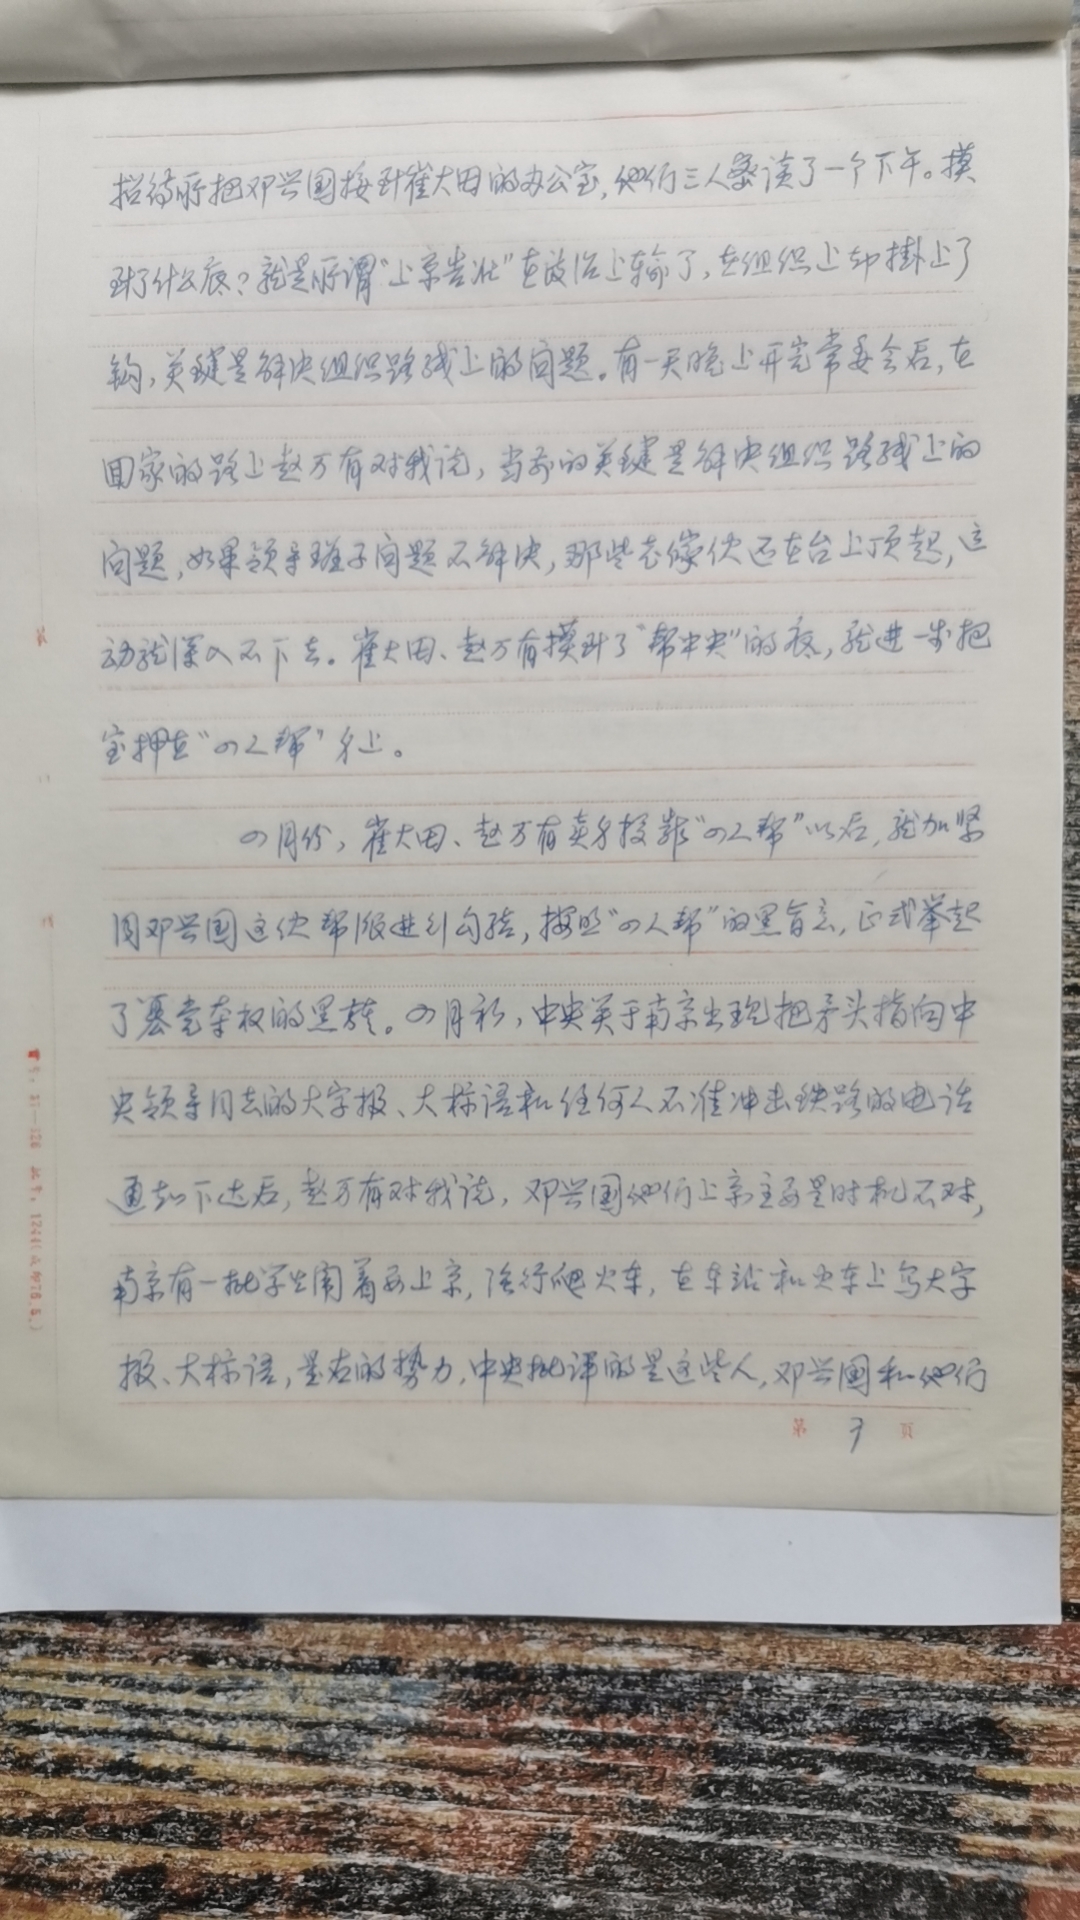 招待所把邓兴国接到崔大田的办公室，他们三人密谈了一个下午。摸
到了什么底？就是所谓“上京告状”在政治上输了，在组织上却掛上了
钩，关键是解决组织路线上的问题。有一天晚上开完常委会后，在
回家的路上赵万有对我说，当前的关键是解决组织路线上的
问题，如果领导班子问题不解决，那些老傢伙还在台上顶起，运
动就深入不下去。崔大田、赵万有摸到了“帮中央”的底，就进一步把
宝押在“四人帮”身上。
四月份，崔大田、赵万有卖身投靠“四人帮”以后，就加紧
同邓兴国这伙帮派进行勾结，按照“四人帮”的黑旨意，正式举起
了篡党夺权的黑旗。四月初，中央关于南京出现把矛头指向中
央领导同志的大字报、大标语和任何人不准冲击铁路的电话
通知下达后，赵万有对我说，邓兴国他们上京主要是时机不对，
南京有一批学生闹着要上京，强行爬火车，在车站和火车上写大字
报、大标语，是右的势力，中央批评的是这些人，邓兴国和他们
第 7 页